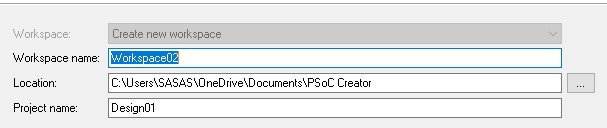 Workspace: Create new workspace
Workspace name: Workspace02
Location: C:\Users\SASAS\OneDrive\Documents\PSoC Creator ...
Project name: Design01